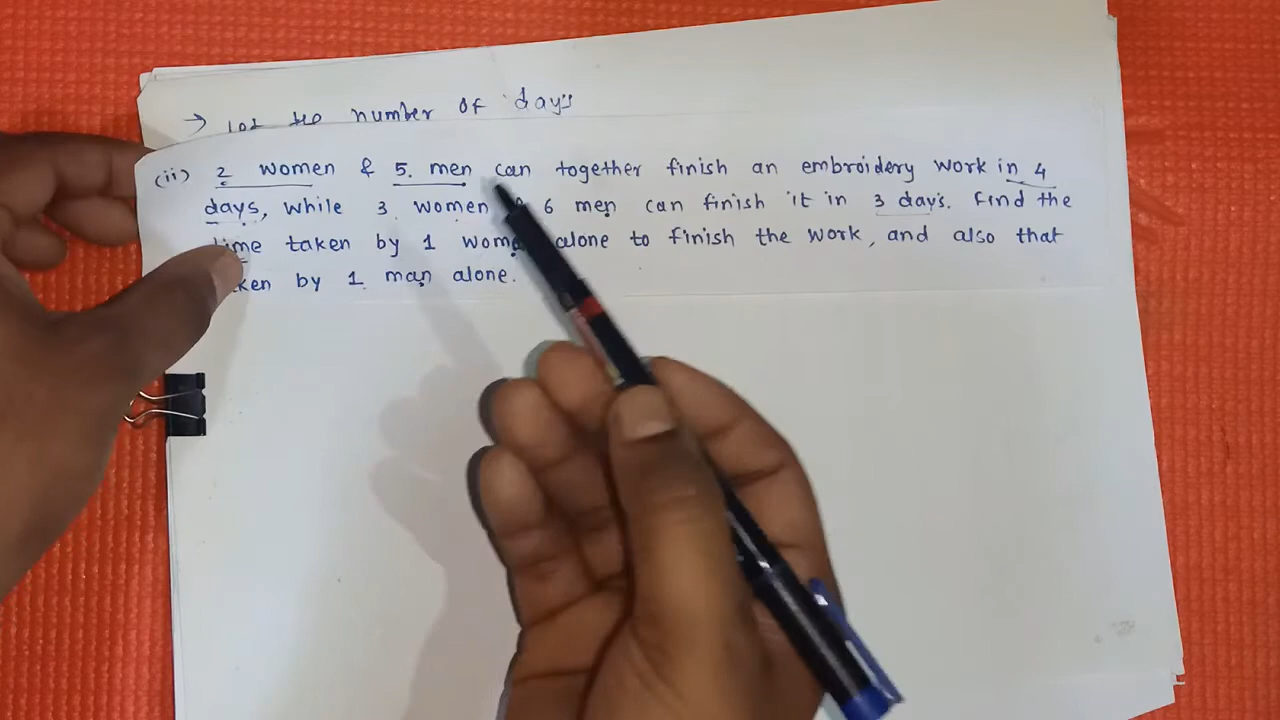 → number of days
(ii) 2 women & 5 men can together finish an embroidery work in 4
days, while 3 women 6 men can finish it in 3 days. Find the
time taken by 1 woman alone to finish the work, and also that
by 1 man alone.